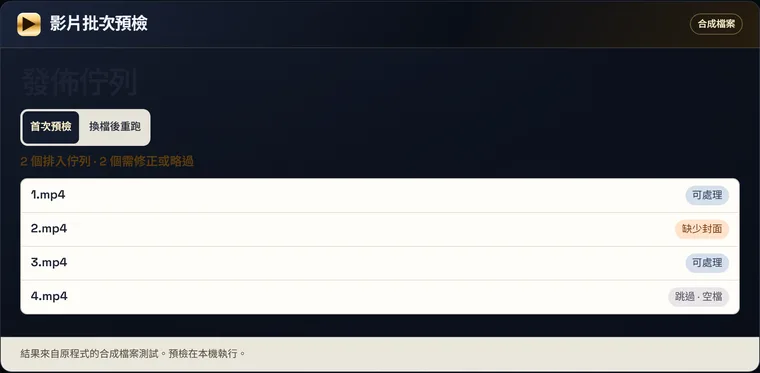 影片批次預檢
合成檔案
發佈佇列
首次預檢 換檔後重跑
2 個排入佇列 · 2 個需修正或略過
1.mp4 可處理
2.mp4 缺少封面
3.mp4 可處理
4.mp4 跳過 · 空檔
結果來自原程式的合成檔案測試。預檢在本機執行。